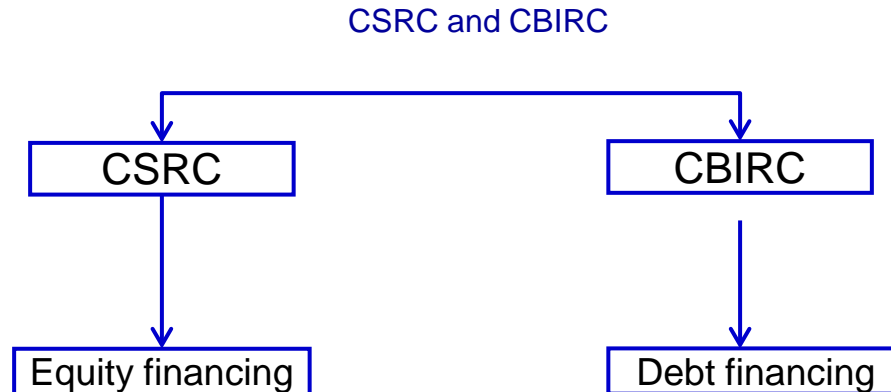 CSRC and CBIRC
CSRC
CBIRC
Equity financing
Debt financing